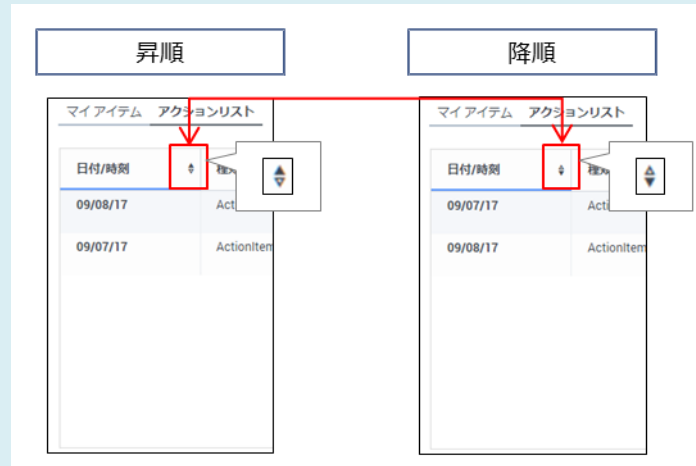 昇順
降順
マイ アイテム アクションリスト
マイ アイテム アクションリスト
日付/時刻
日付/時刻
09/08/17
09/07/17 ActionItem
09/07/17
09/08/17 ActionItem